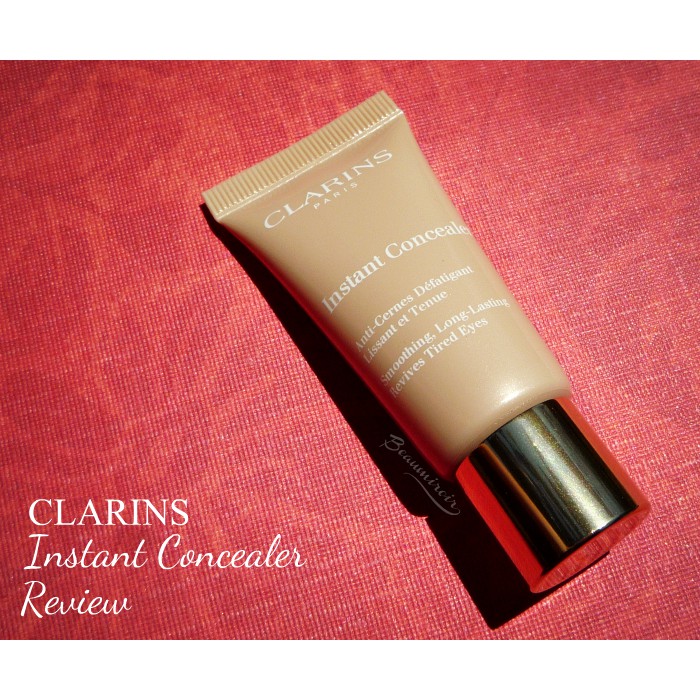 CLARINS
PARIS
Instant Concealer
Anti-Cernes Défatigant
Lissant et Tenue
Smoothing, Long-Lasting
Revives Tired Eyes
Beaumiroir
CLARINS
Instant Concealer
Review